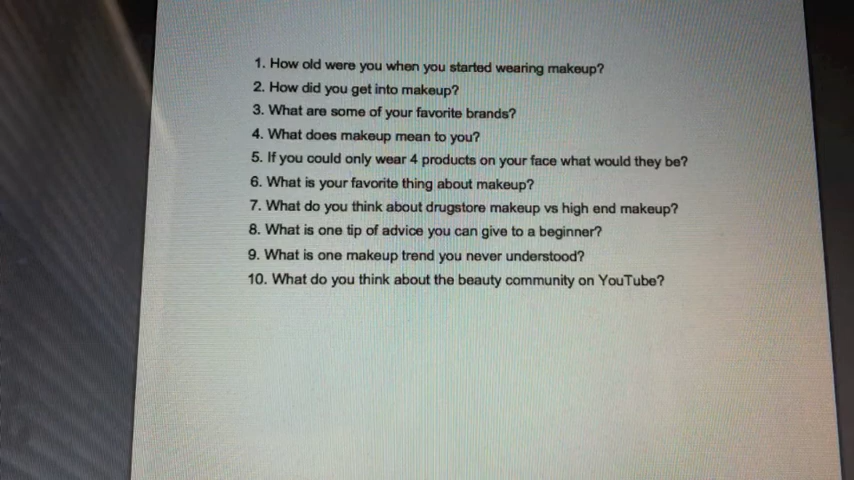 1. How old were you when you started wearing makeup?
2. How did you get into makeup?
3. What are some of your favorite brands?
4. What does makeup mean to you?
5. If you could only wear 4 products on your face what would they be?
6. What is your favorite thing about makeup?
7. What do you think about drugstore makeup vs high end makeup?
8. What is one tip of advice you can give to a beginner?
9. What is one makeup trend you never understood?
10. What do you think about the beauty community on YouTube?